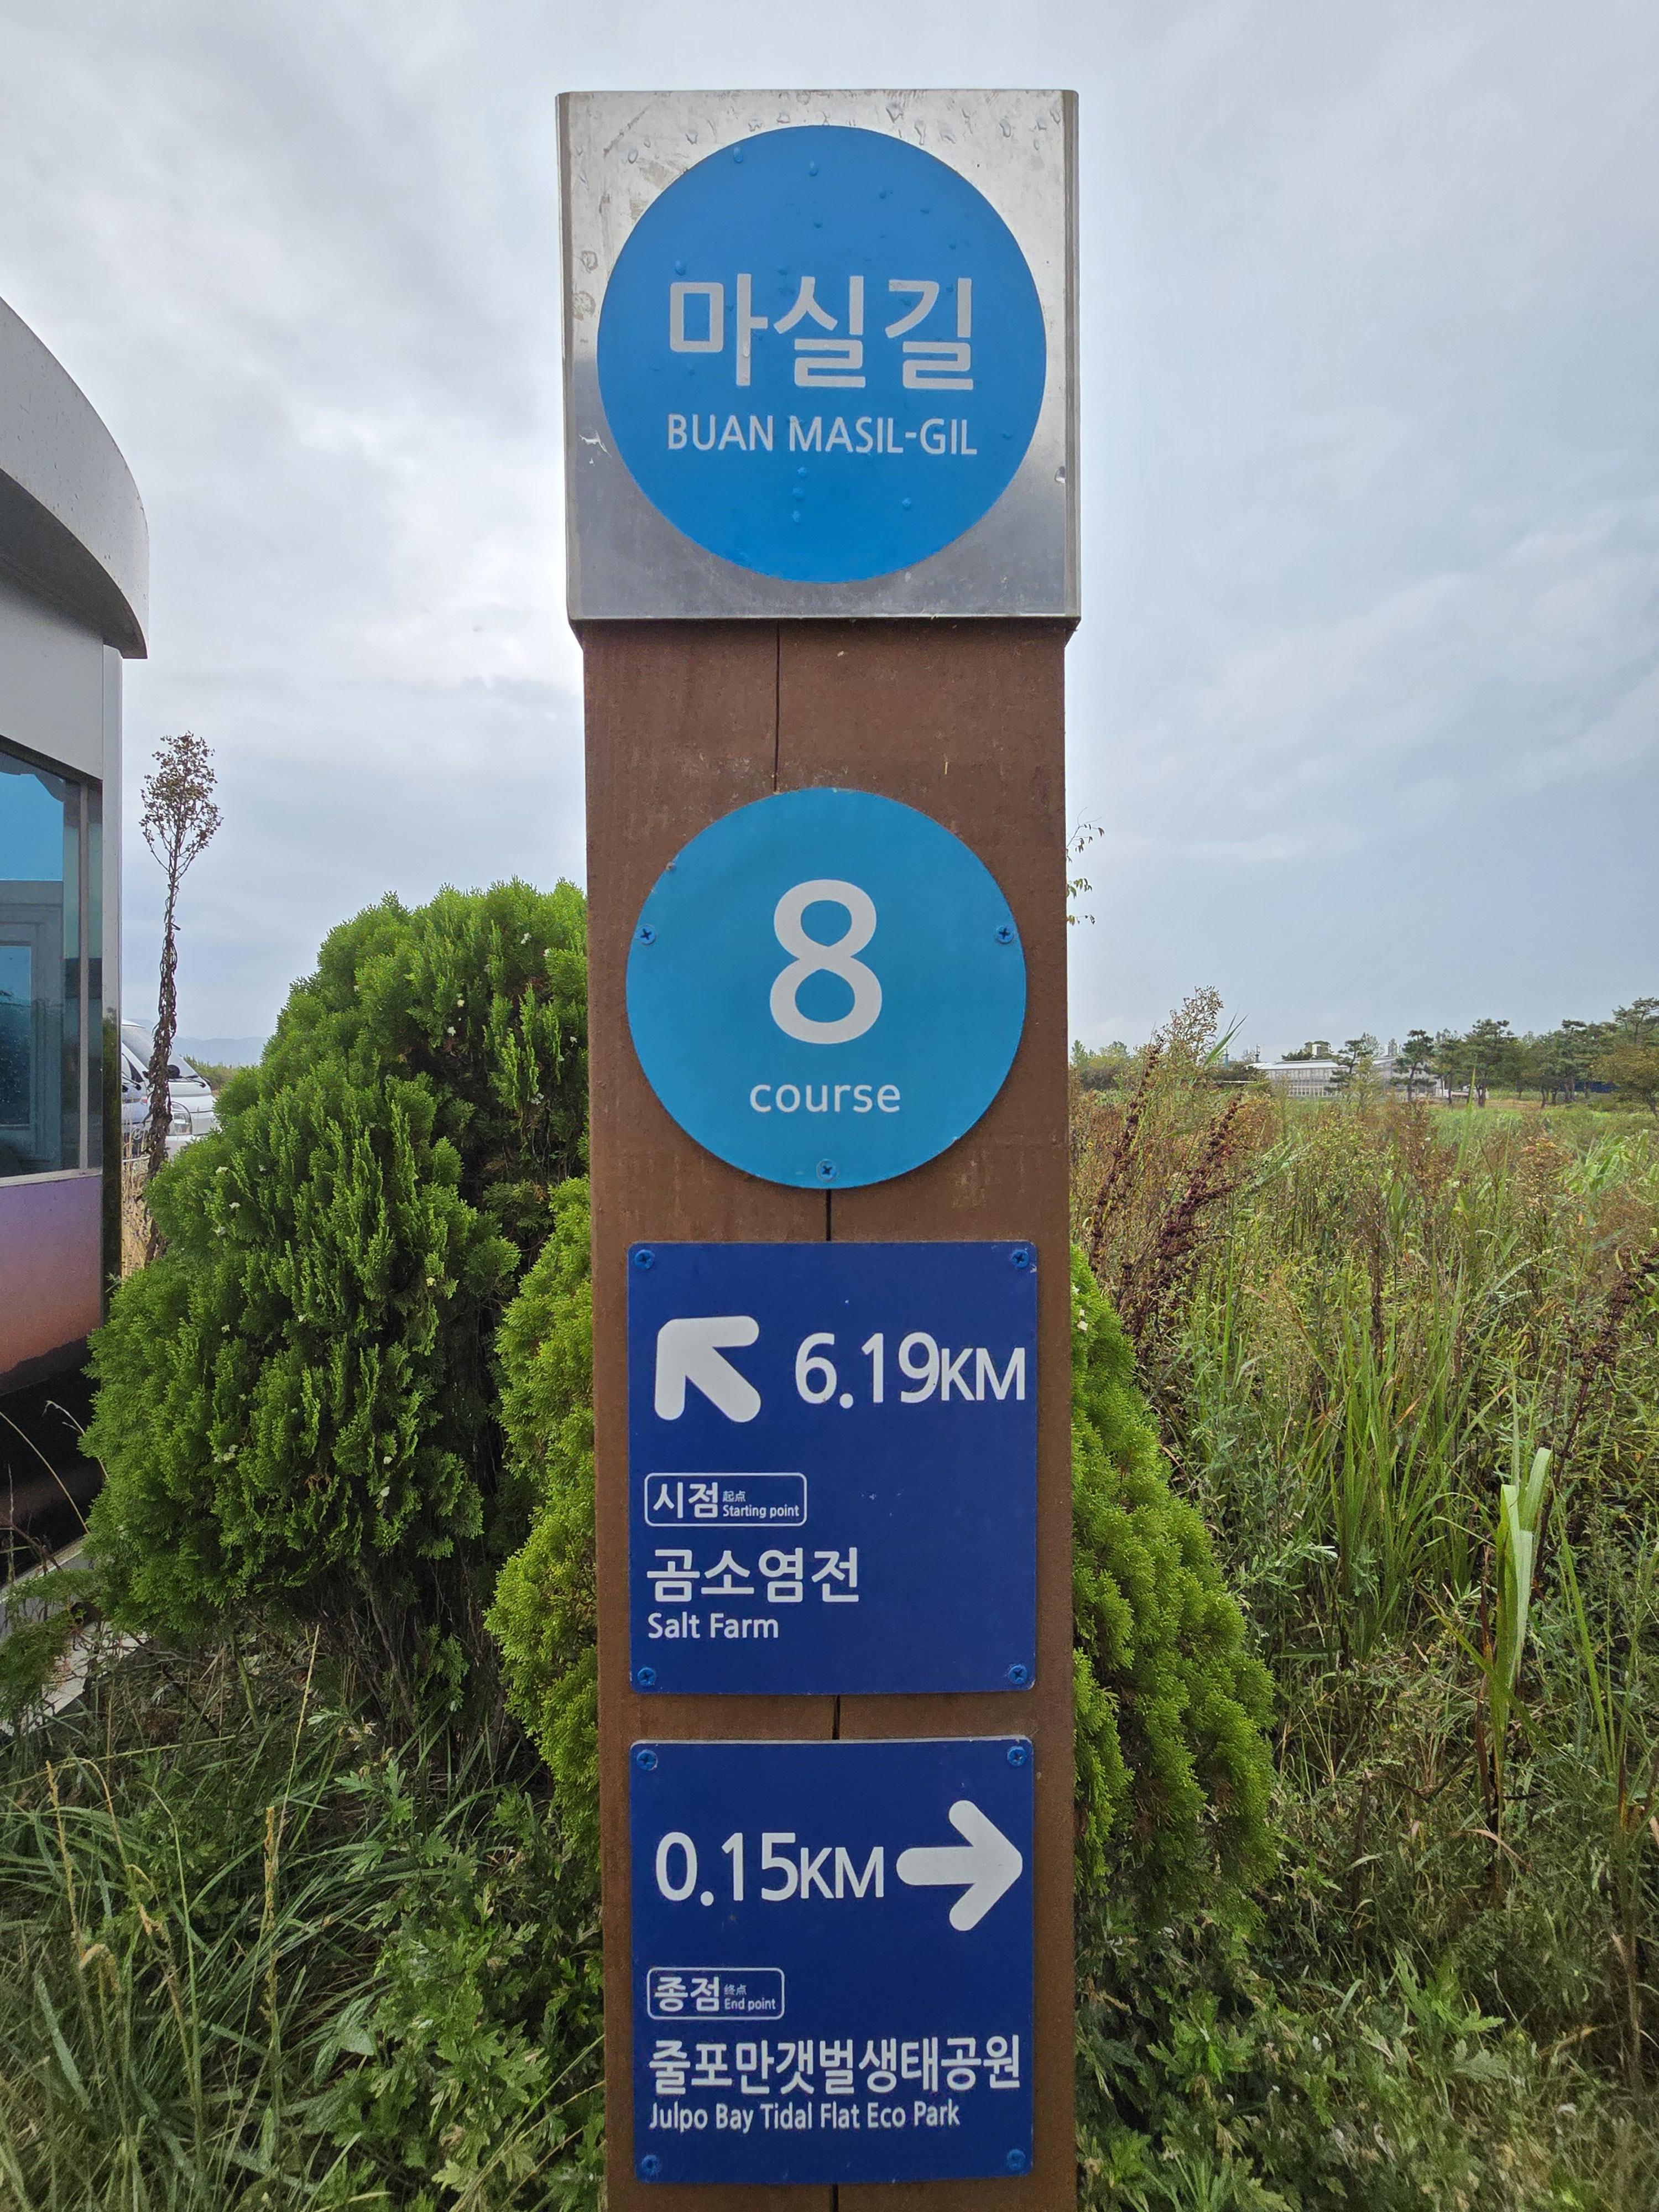 마실길
BUAN MASIL-GIL
8
course
6.19KM
시점 起点 Starting point
곰소염전
Salt Farm
0.15KM
종점 终点 End point
줄포만갯벌생태공원
Julpo Bay Tidal Flat Eco Park